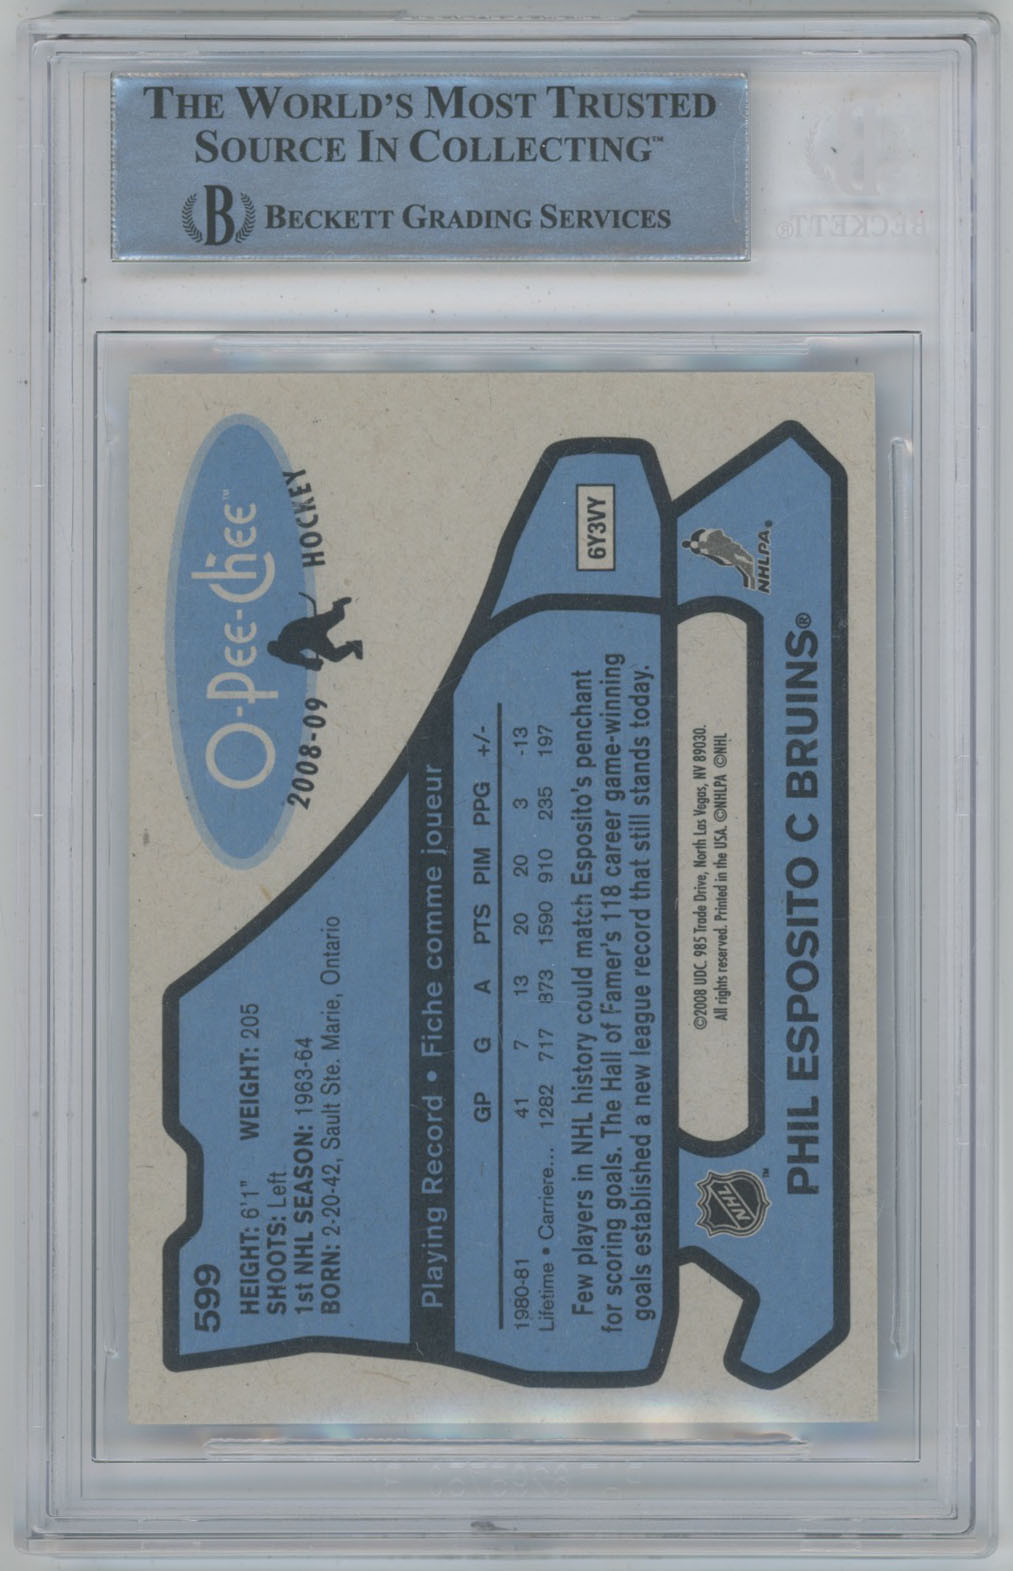 THE WORLD'S MOST TRUSTED
SOURCE IN COLLECTING™
B BECKETT GRADING SERVICES
BECKETT®
O-Pee-Chee™
2008-09 HOCKEY
599
HEIGHT: 6'1" WEIGHT: 205
SHOOTS: Left
1st NHL SEASON: 1963-64
BORN: 2-20-42, Sault Ste. Marie, Ontario
Playing Record • Fiche comme joueur
GP G A PTS PIM PPG +/-
1980-81 41 7 13 20 20 3 -13
Lifetime • Carriere... 1282 717 873 1590 910 235 197
Few players in NHL history could match Esposito's penchant
for scoring goals. The Hall of Famer's 118 career game-winning
goals established a new league record that still stands today.
6Y3VY
©2008 UDC. 985 Trade Drive, North Las Vegas, NV 89030.
All rights reserved. Printed in the USA. ©NHLPA ©NHL
NHL™
NHLPA®
PHIL ESPOSITO C BRUINS®